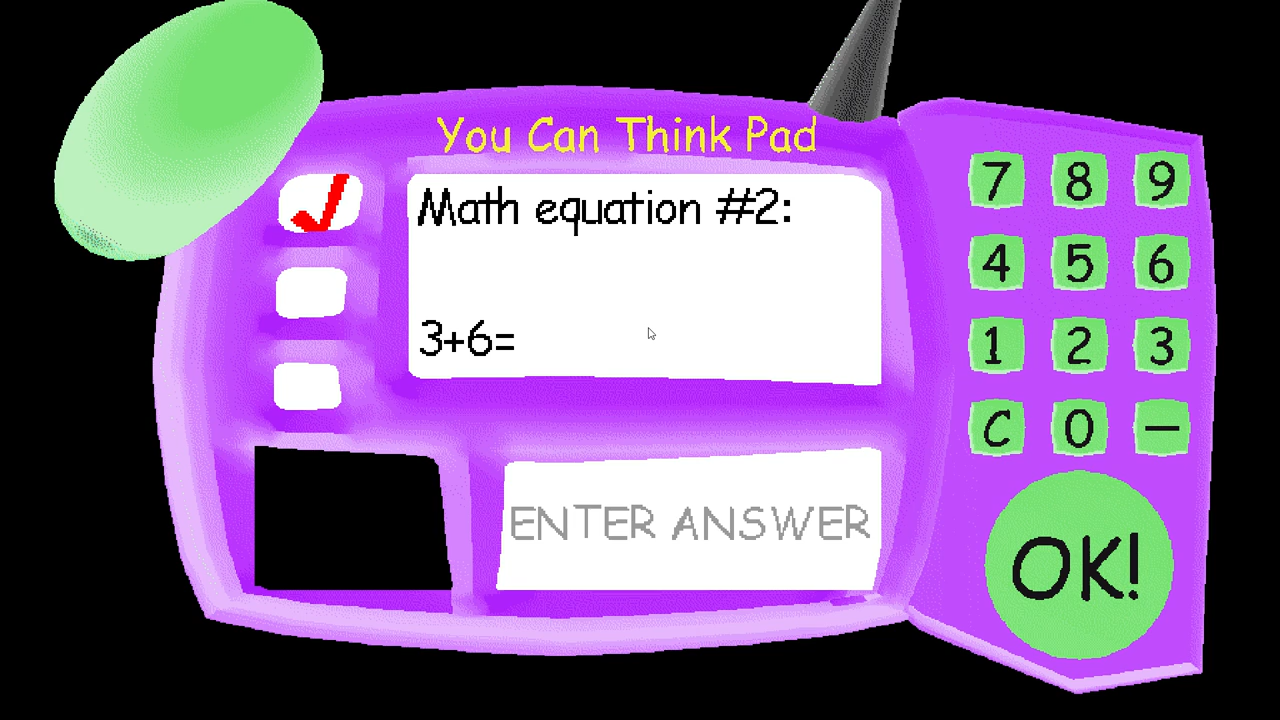 You Can Think Pad
Math equation #2:
3+6=
ENTER ANSWER
7 8 9
4 5 6
1 2 3
C 0 —
OK!